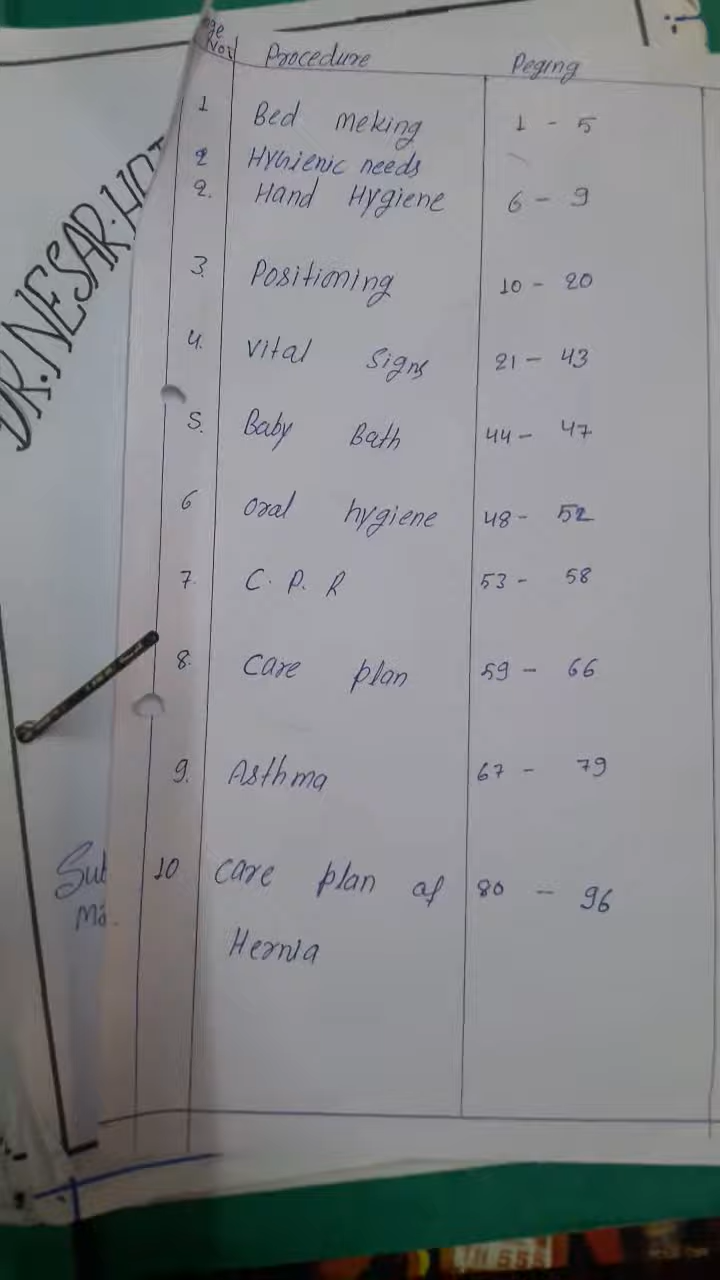 ge
No Procedure Peging
1 Bed meking 1 - 5
2 Hygienic needs
2. Hand Hygiene 6 - 9
3. Positioning 10 - 20
4. Vital Signs 21 - 43
5. Baby Bath 44 - 47
6 Oral hygiene 48 - 52
7. C. P. R 53 - 58
8. Care plan 59 - 66
9. Asthma 67 - 79
10 Care plan of 80 - 96
Hernia
DR.NESAR.
Sub